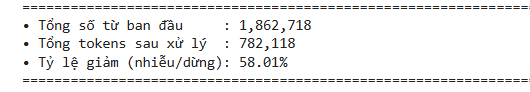 ================================================================================
• Tổng số từ ban đầu     : 1,862,718
• Tổng tokens sau xử lý  : 782,118
• Tỷ lệ giảm (nhiễu/dừng): 58.01%
================================================================================